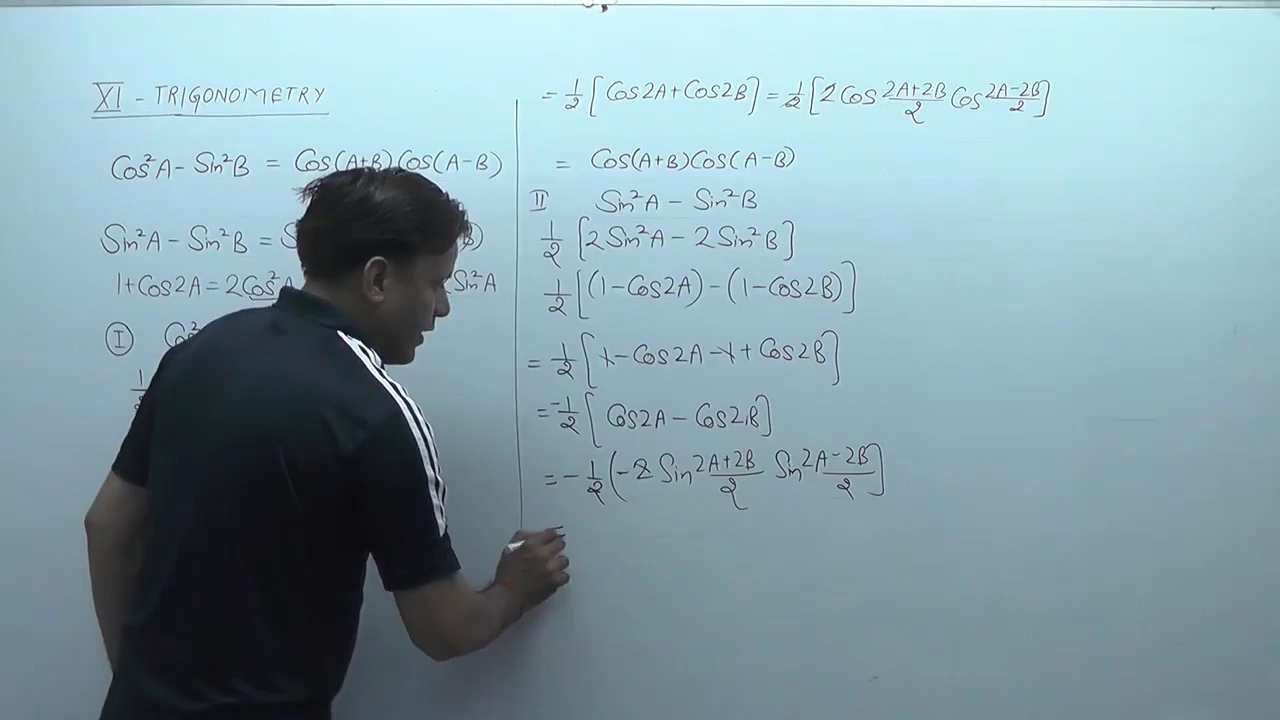 XI - TRIGONOMETRY
Cos²A - Sin²B = Cos(A+B) Cos(A-B)
Sin²A - Sin²B = S B)
1+Cos2A = 2Cos²A Sin²A
I Cos²
1/2
= 1/2 [Cos2A + Cos2B] = 1/2 [2Cos (2A+2B)/2 Cos (2A-2B)/2]
= Cos(A+B) Cos(A-B)
II Sin²A - Sin²B
1/2 [2Sin²A - 2Sin²B]
1/2 [(1-Cos2A) - (1-Cos2B)]
= 1/2 [1 - Cos2A - 1 + Cos2B]
= -1/2 [Cos2A - Cos2B]
= -1/2 (-2 Sin (2A+2B)/2 Sin (2A-2B)/2]
=